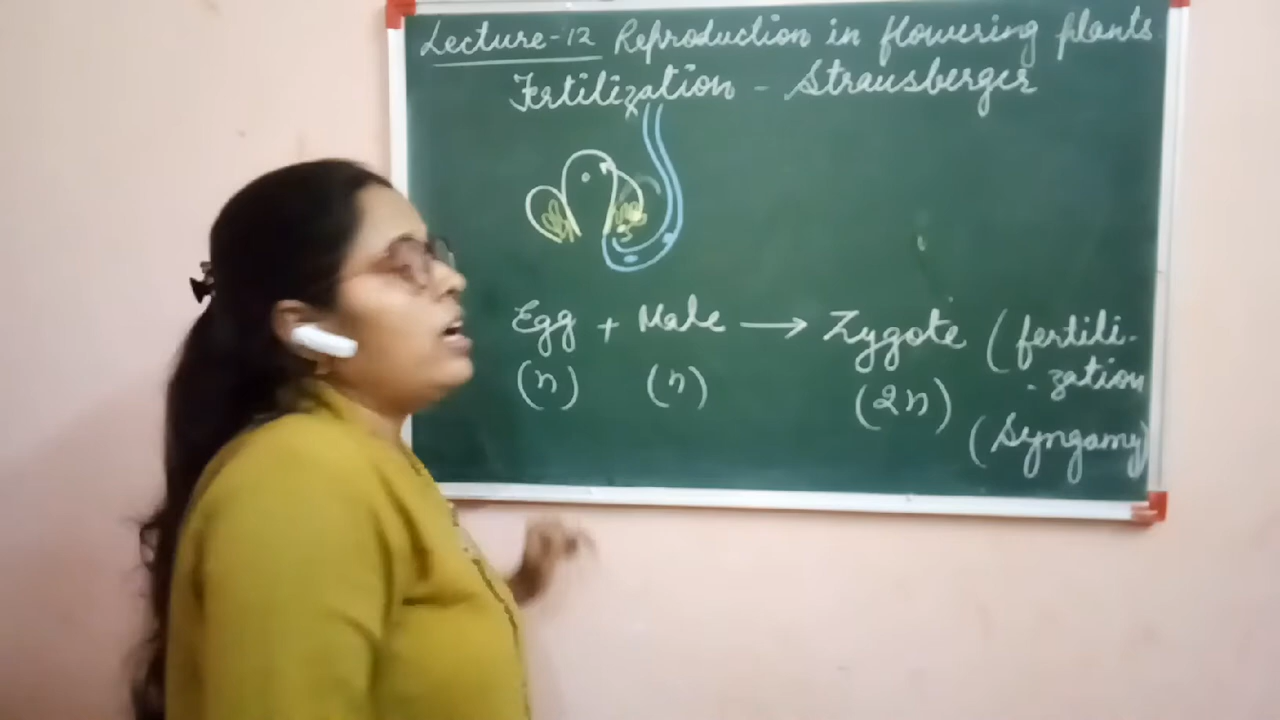 Lecture-12 Reproduction in flowering plants
Fertilization - Strausberger
Egg + Male → Zygote (fertili-
-zation
(n) (n) (2n)
(Syngamy)